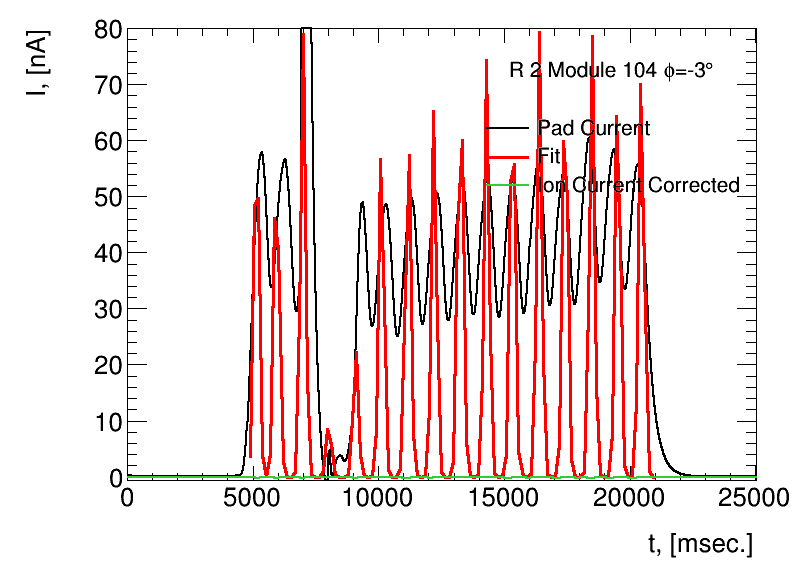 I, [nA]
80
70
60
50
40
30
20
10
0
R 2 Module 104 ϕ=-3°
Pad Current
Fit
Ion Current Corrected
0 5000 10000 15000 20000 25000
t, [msec.]